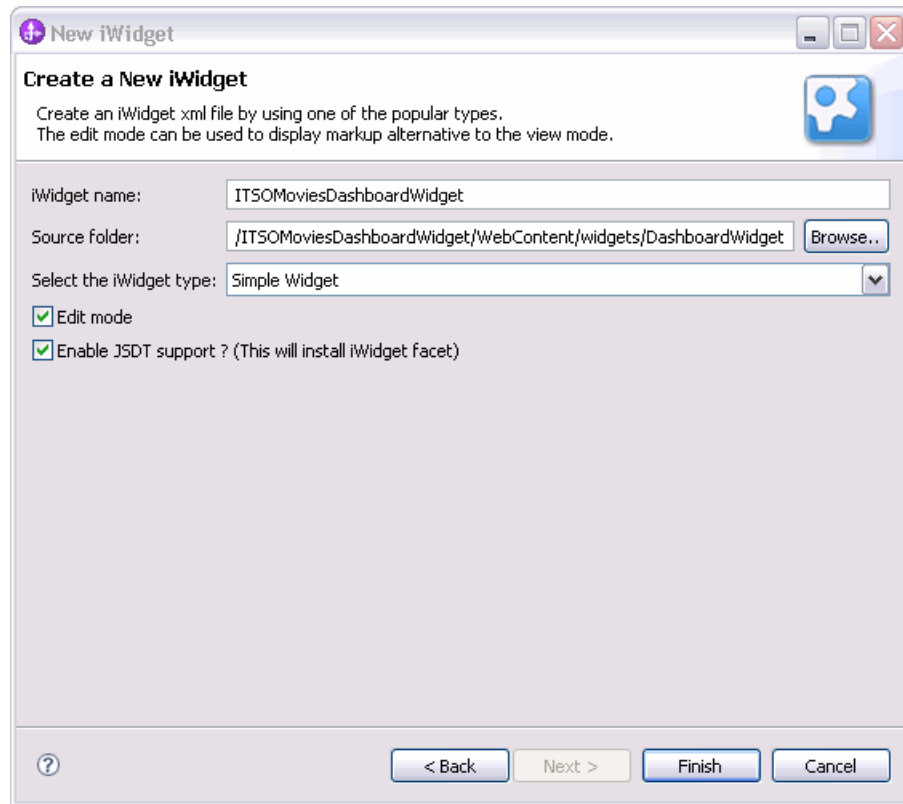 New iWidget
Create a New iWidget
Create an iWidget xml file by using one of the popular types.
The edit mode can be used to display markup alternative to the view mode.
iWidget name: ITSOMoviesDashboardWidget
Source folder: /ITSOMoviesDashboardWidget/WebContent/widgets/DashboardWidget Browse..
Select the iWidget type: Simple Widget
Edit mode
Enable JSDT support ? (This will install iWidget facet)
? < Back Next > Finish Cancel